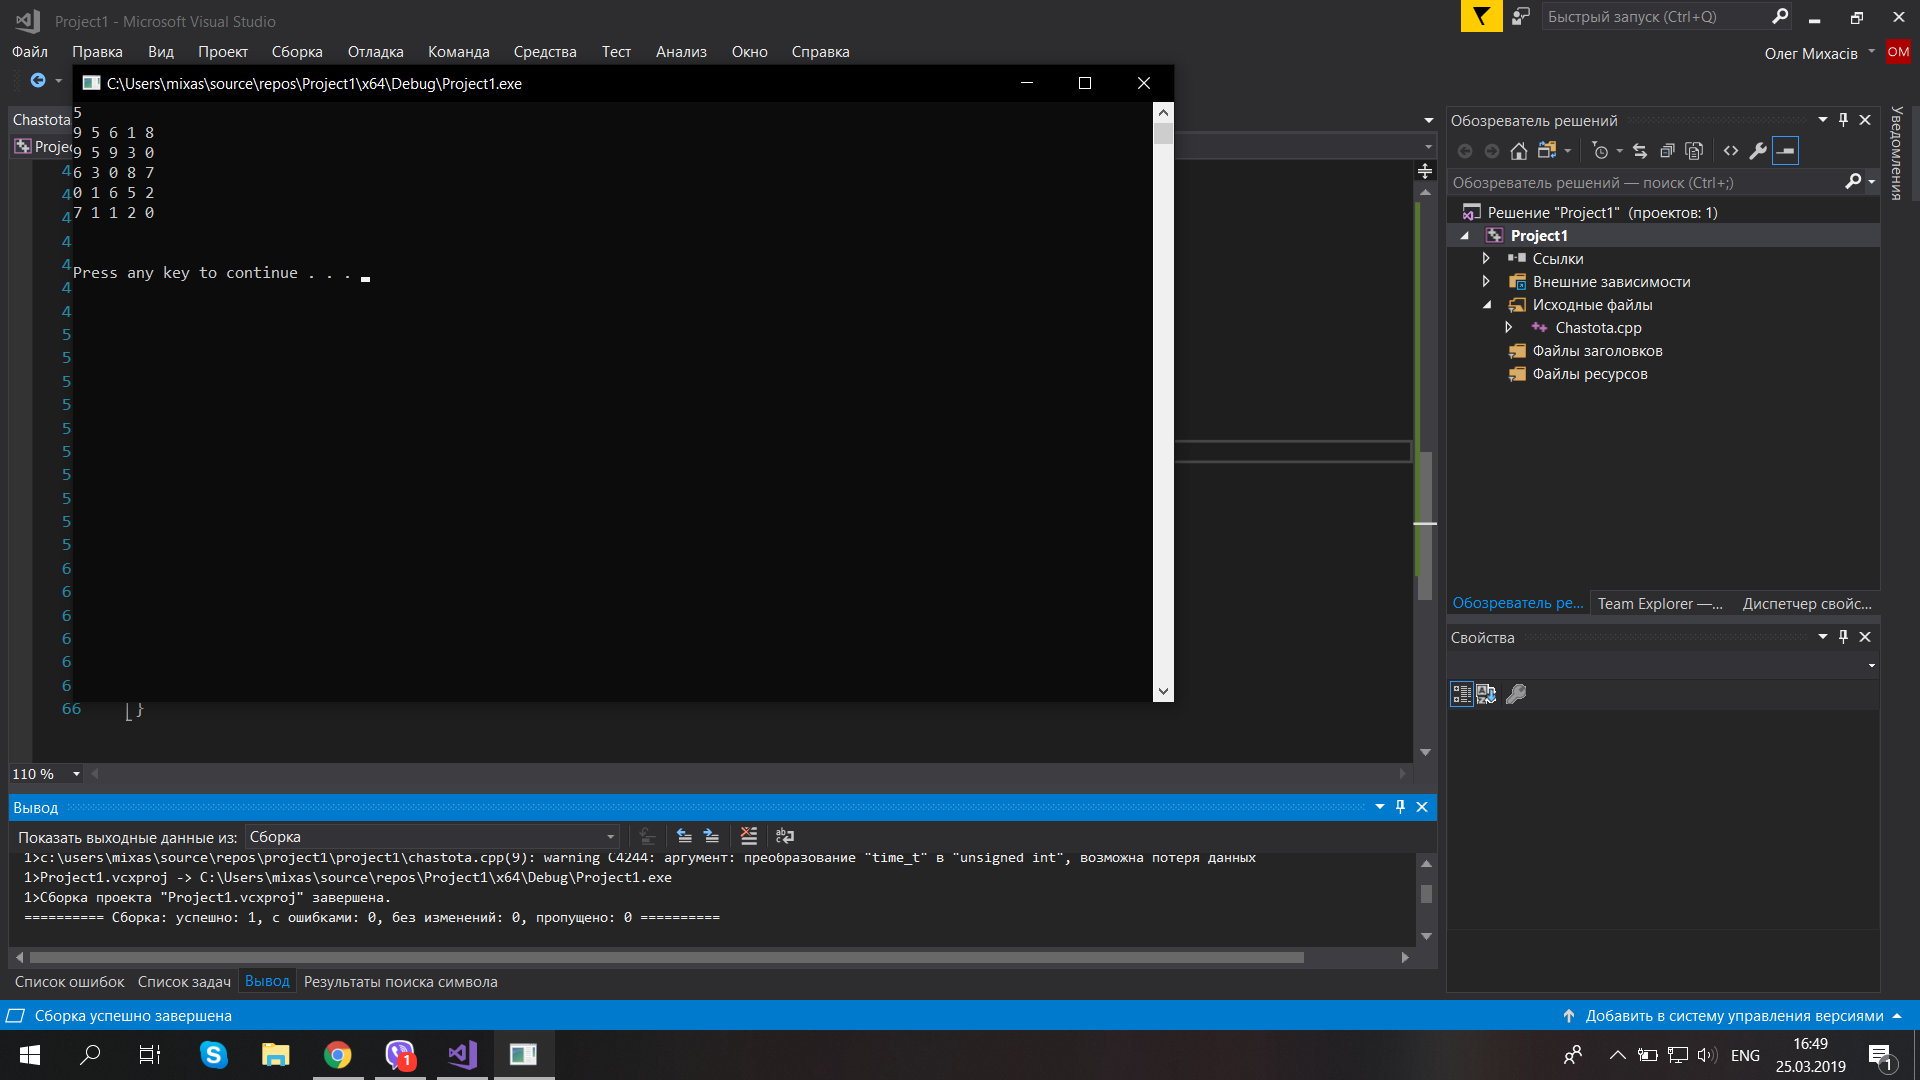 Project1 - Microsoft Visual Studio
Быстрый запуск (Ctrl+Q)
Файл Правка Вид Проект Сборка Отладка Команда Средства Тест Анализ Окно Справка
Олег Михасів
OM
C:\Users\mixas\source\repos\Project1\x64\Debug\Project1.exe
Chastota
5
9 5 6 1 8
9 5 9 3 0
6 3 0 8 7
0 1 6 5 2
7 1 1 2 0
Press any key to continue . . .
4
4
4
4
4
4
4
5
5
5
5
5
5
5
5
5
5
6
6
6
6
6
6
66 }
110 %
Вывод
Показать выходные данные из: Сборка
1>c:\users\mixas\source\repos\project1\project1\chastota.cpp(9): warning C4244: аргумент: преобразование "time_t" в "unsigned int", возможна потеря данных
1>Project1.vcxproj -> C:\Users\mixas\source\repos\Project1\x64\Debug\Project1.exe
1>Сборка проекта "Project1.vcxproj" завершена.
========== Сборка: успешно: 1, с ошибками: 0, без изменений: 0, пропущено: 0 ==========
Список ошибок Список задач Вывод Результаты поиска символа
Обозреватель решений
Обозреватель решений — поиск (Ctrl+;)
Решение "Project1" (проектов: 1)
Project1
Ссылки
Внешние зависимости
Исходные файлы
Chastota.cpp
Файлы заголовков
Файлы ресурсов
Обозреватель ре... Team Explorer —... Диспетчер свойс...
Свойства
Уведомления
Сборка успешно завершена
Добавить в систему управления версиями
1
ENG
16:49
25.03.2019
1